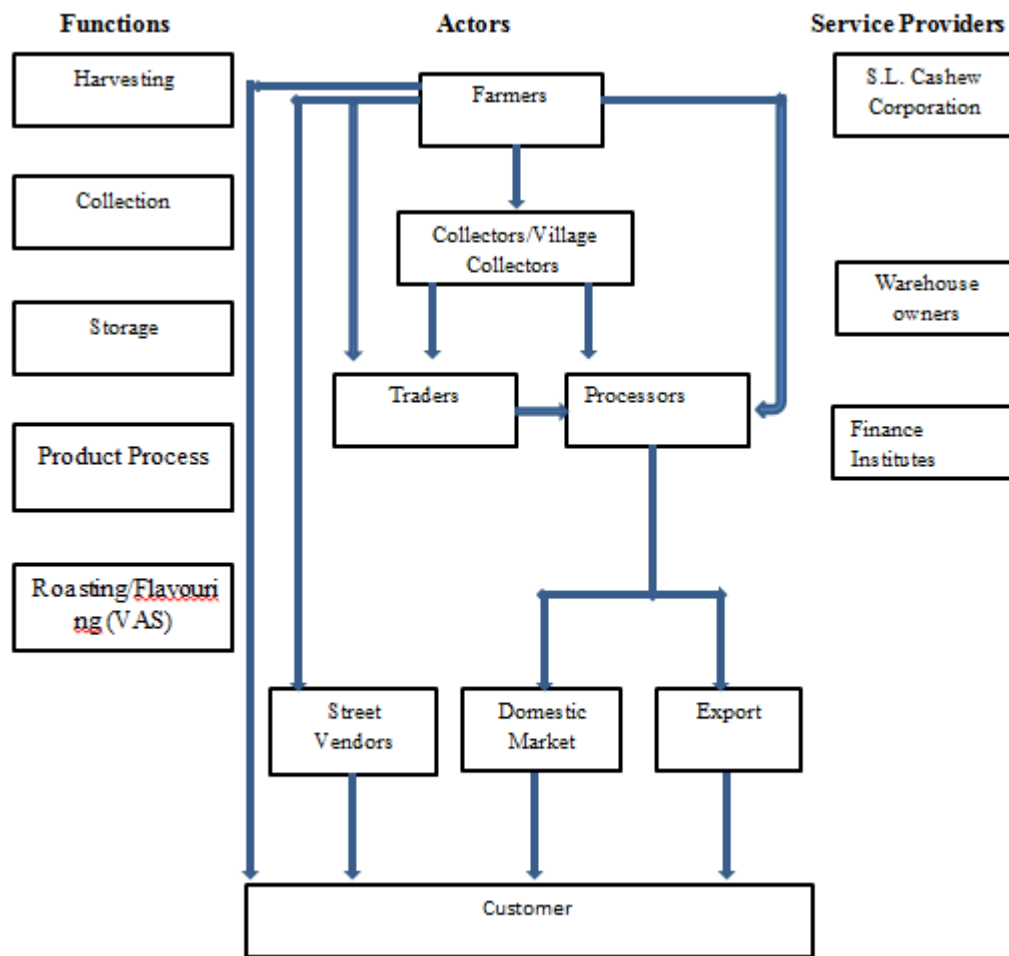 Functions
Actors
Service Providers
Harvesting
Farmers
S.L. Cashew
Corporation
Collection
Collectors/Village
Collectors
Warehouse
owners
Storage
Traders
Processors
Finance
Institutes
Product Process
Roasting/Flavouri
ng (VAS)
Street
Vendors
Domestic
Market
Export
Customer